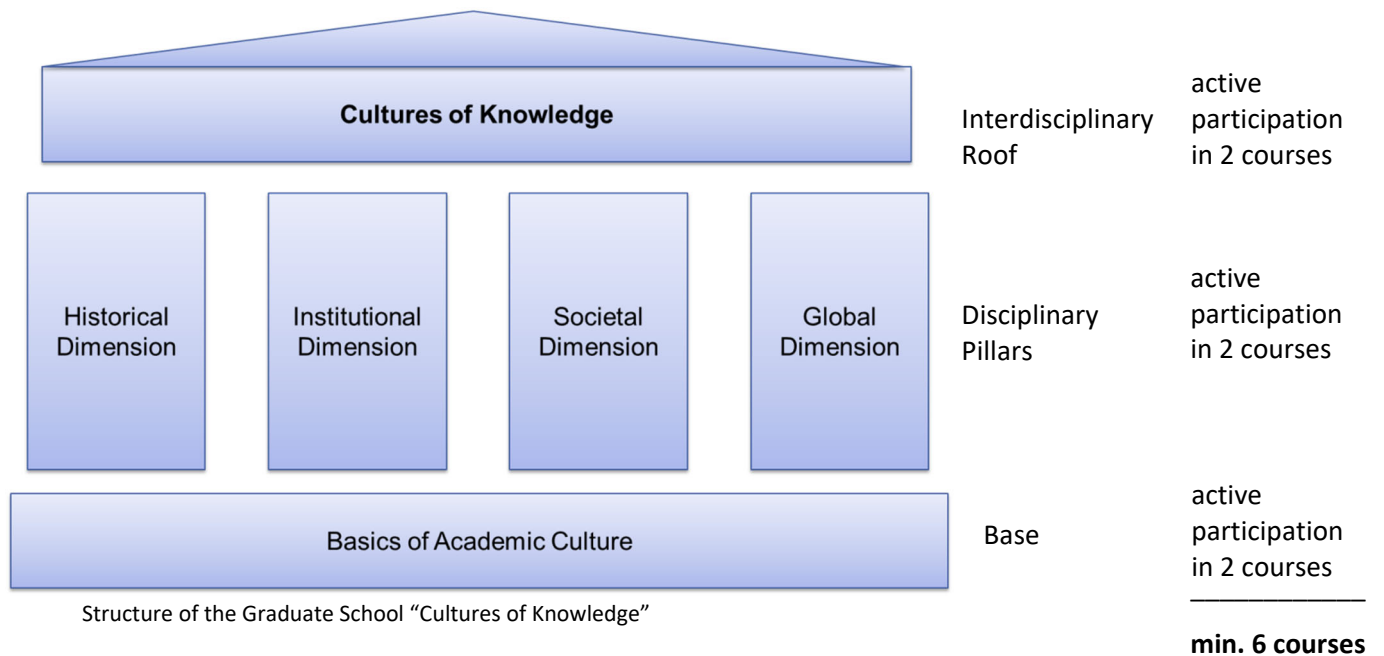 Cultures of Knowledge
Interdisciplinary
Roof
active
participation
in 2 courses
Historical
Dimension
Institutional
Dimension
Societal
Dimension
Global
Dimension
Disciplinary
Pillars
active
participation
in 2 courses
Basics of Academic Culture
Base
active
participation
in 2 courses
Structure of the Graduate School “Cultures of Knowledge”
min. 6 courses